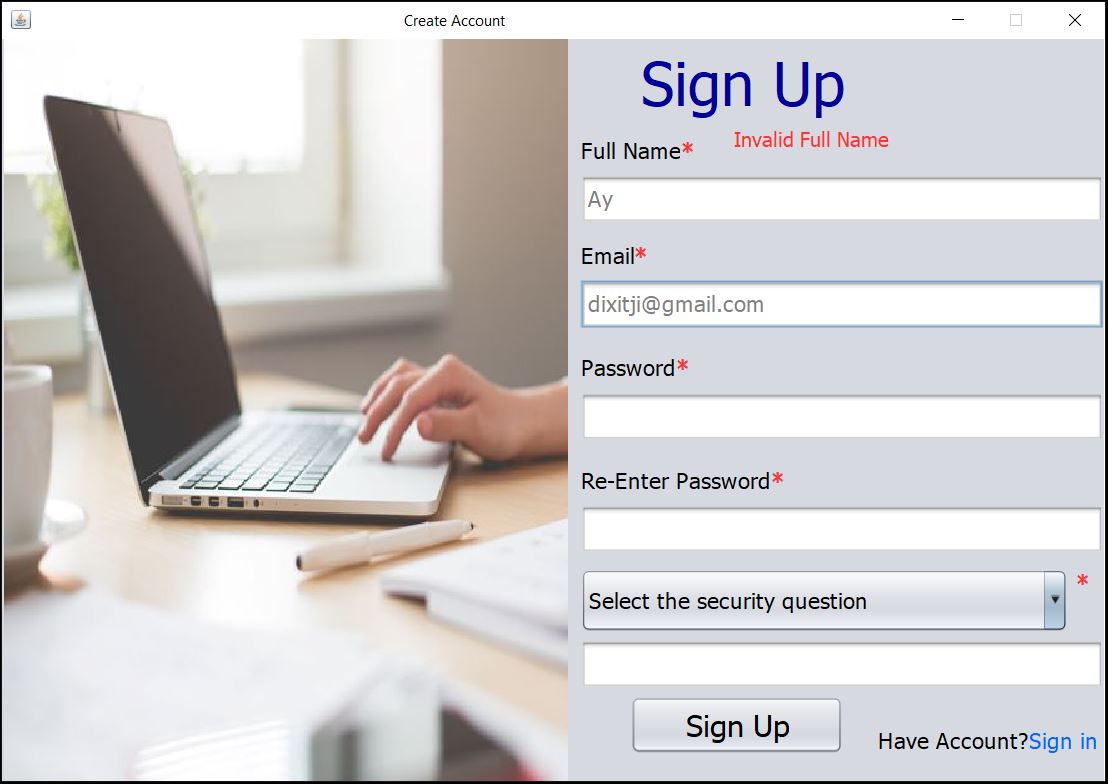 Create Account
Sign Up
Invalid Full Name
Full Name*
Ay
Email*
dixitji@gmail.com
Password*
Re-Enter Password*
Select the security question
*
Sign Up
Have Account?Sign in